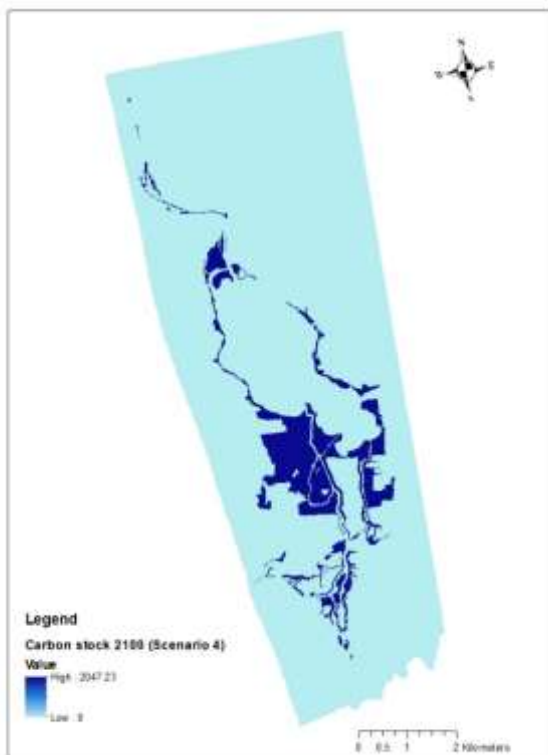 N
W E
S
Legend
Carbon stock 2100 (Scenario 4)
Value
High : 2047.23
Low : 0
0 0.5 1 2 Kilometers